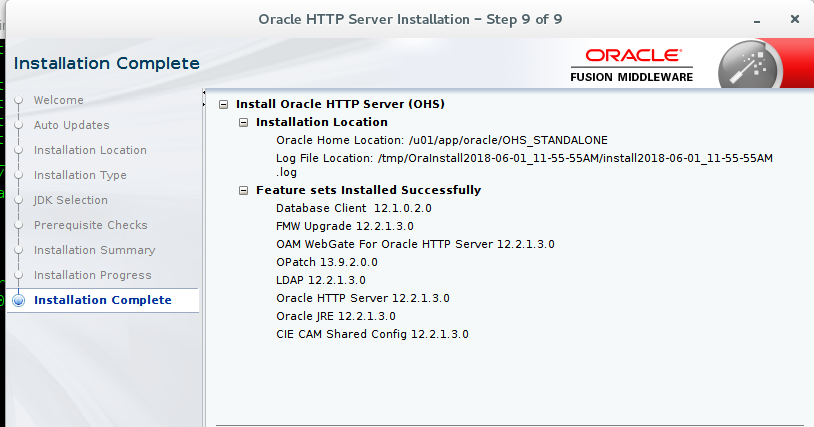 Oracle HTTP Server Installation – Step 9 of 9
Installation Complete
ORACLE
FUSION MIDDLEWARE
Welcome
Auto Updates
Installation Location
Installation Type
JDK Selection
Prerequisite Checks
Installation Summary
Installation Progress
Installation Complete
Install Oracle HTTP Server (OHS)
Installation Location
Oracle Home Location: /u01/app/oracle/OHS_STANDALONE
Log File Location: /tmp/OraInstall2018-06-01_11-55-55AM/install2018-06-01_11-55-55AM
.log
Feature sets Installed Successfully
Database Client 12.1.0.2.0
FMW Upgrade 12.2.1.3.0
OAM WebGate For Oracle HTTP Server 12.2.1.3.0
OPatch 13.9.2.0.0
LDAP 12.2.1.3.0
Oracle HTTP Server 12.2.1.3.0
Oracle JRE 12.2.1.3.0
CIE CAM Shared Config 12.2.1.3.0